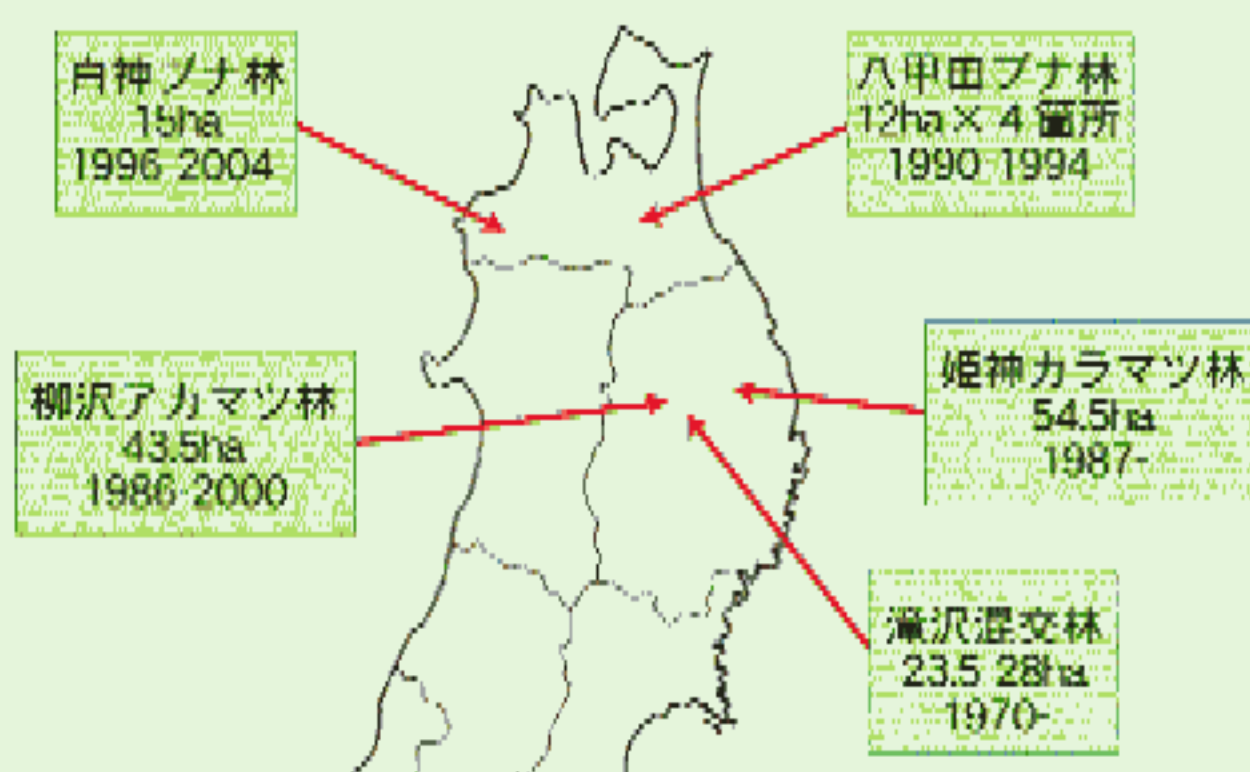 白神ブナ林
15ha
1996 2004
八甲田ブナ林
12ha×4箇所
1990 1994
柳沢アカマツ林
43.5ha
1986 2000
姫神カラマツ林
54.5ha
1987-
滝沢混交林
23.5 28ha
1970-